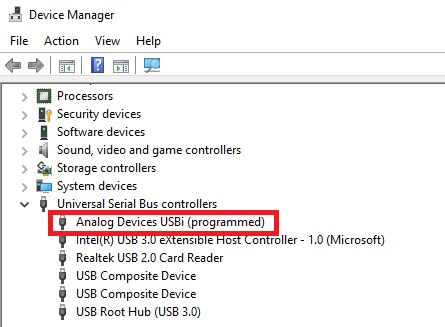 Device Manager
File Action View Help
Processors
Security devices
Software devices
Sound, video and game controllers
Storage controllers
System devices
Universal Serial Bus controllers
Analog Devices USBi (programmed)
Intel(R) USB 3.0 eXtensible Host Controller - 1.0 (Microsoft)
Realtek USB 2.0 Card Reader
USB Composite Device
USB Composite Device
USB Root Hub (USB 3.0)